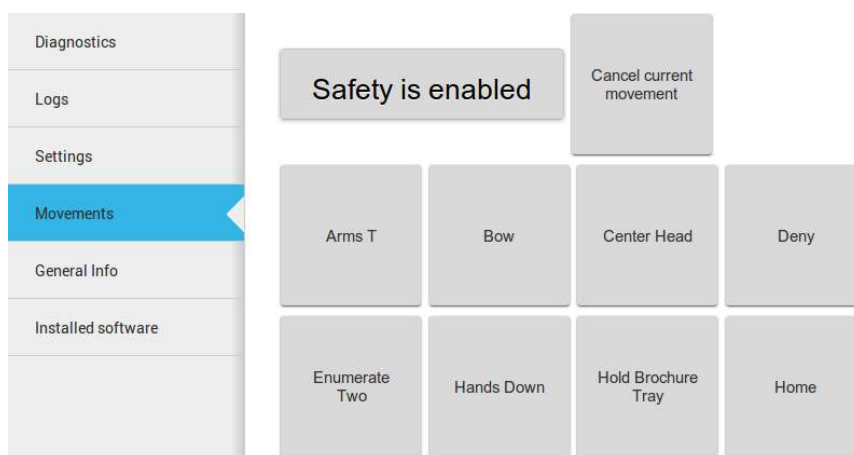 Diagnostics
Logs
Settings
Movements
General Info
Installed software
Safety is enabled
Cancel current
movement
Arms T
Bow
Center Head
Deny
Enumerate
Two
Hands Down
Hold Brochure
Tray
Home